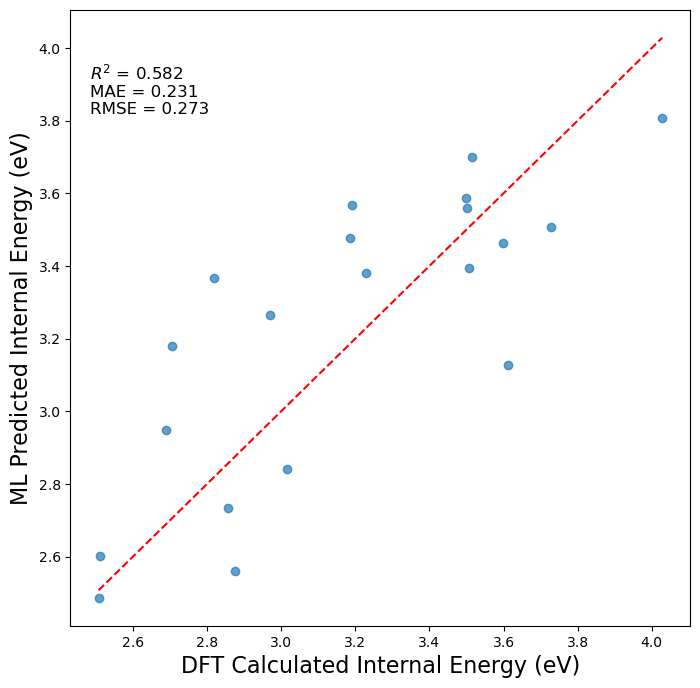 R² = 0.582
MAE = 0.231
RMSE = 0.273
ML Predicted Internal Energy (eV)
4.0
3.8
3.6
3.4
3.2
3.0
2.8
2.6
2.6 2.8 3.0 3.2 3.4 3.6 3.8 4.0
DFT Calculated Internal Energy (eV)